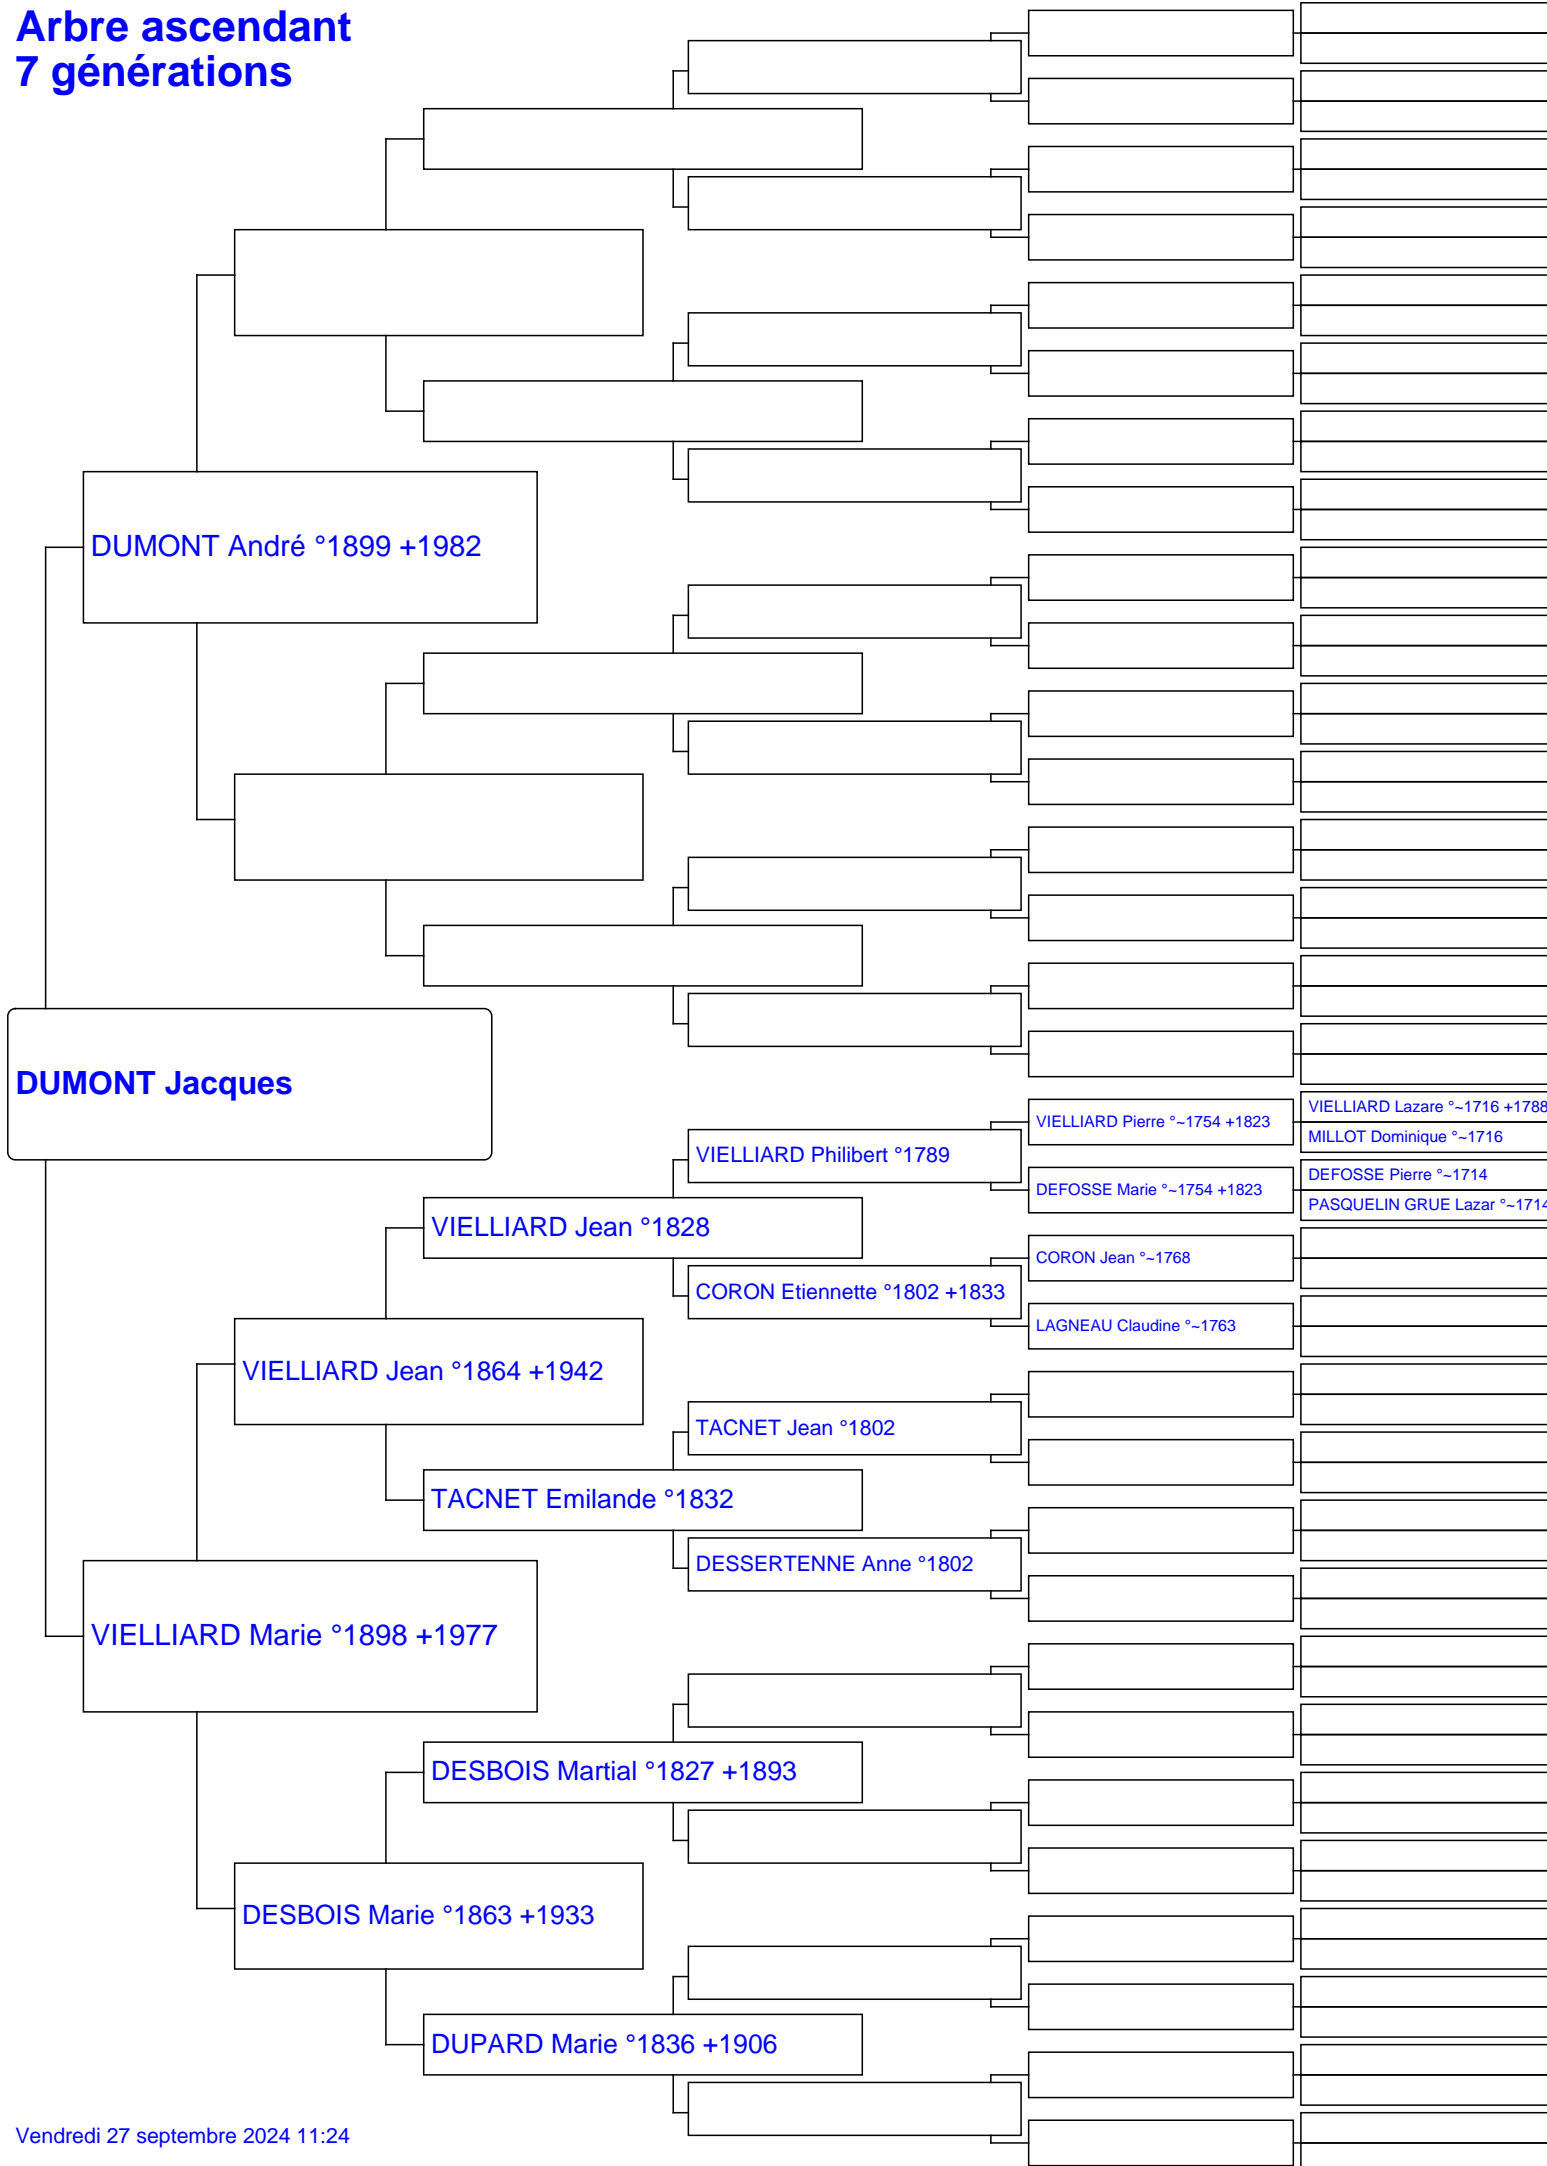 Arbre ascendant
7 générations
DUMONT André °1899 +1982
DUMONT Jacques
VIELLIARD Pierre °~1754 +1823
VIELLIARD Lazare °~1716 +1788
MILLOT Dominique °~1716
VIELLIARD Philibert °1789
DEFOSSE Marie °~1754 +1823
DEFOSSE Pierre °~1714
PASQUELIN GRUE Lazar °~1714
VIELLIARD Jean °1828
CORON Jean °~1768
CORON Etiennette °1802 +1833
LAGNEAU Claudine °~1763
VIELLIARD Jean °1864 +1942
TACNET Jean °1802
TACNET Emilande °1832
DESSERTENNE Anne °1802
VIELLIARD Marie °1898 +1977
DESBOIS Martial °1827 +1893
DESBOIS Marie °1863 +1933
DUPARD Marie °1836 +1906
Vendredi 27 septembre 2024 11:24